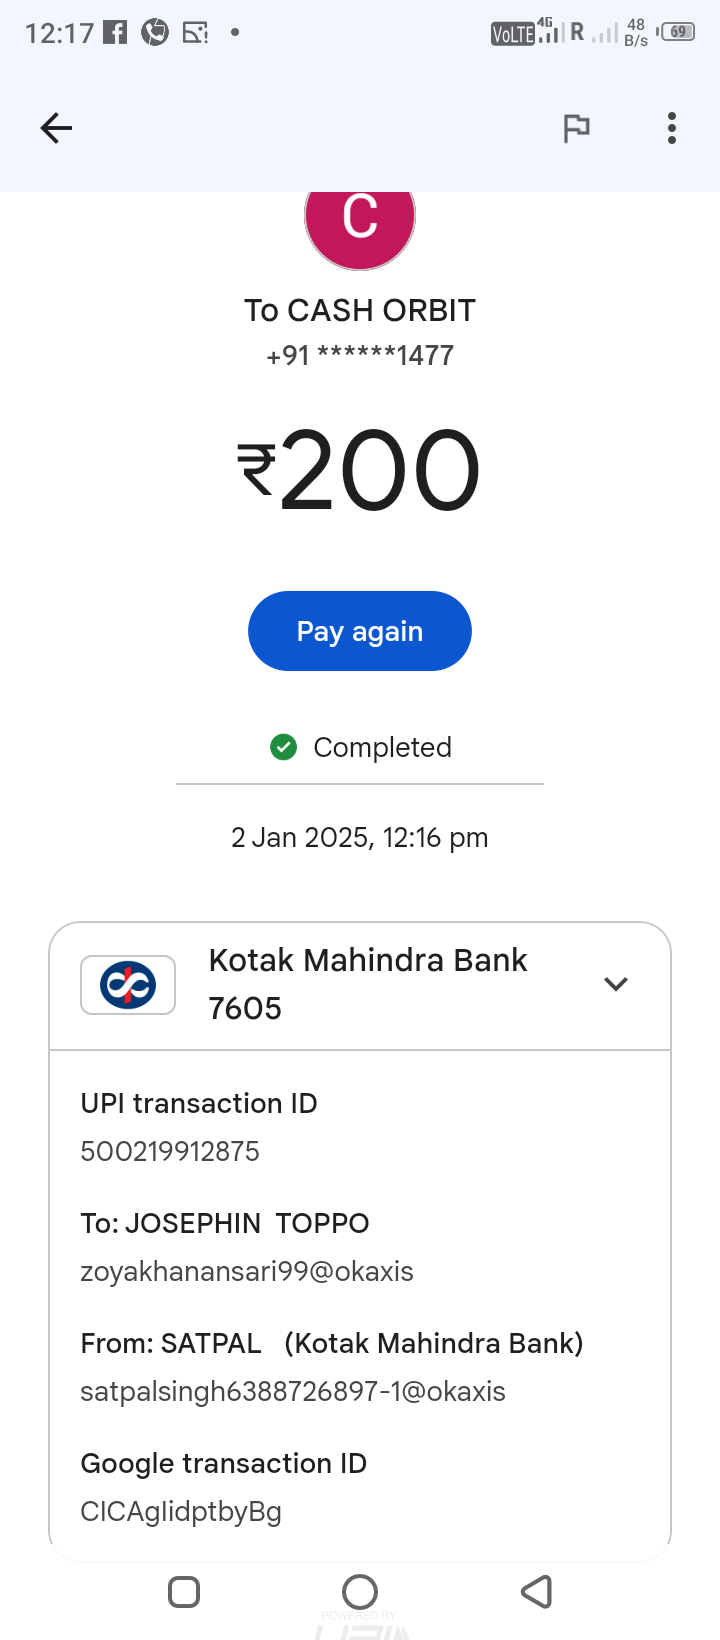 12:17
VoLTE 4G R 48 B/s 69
C
To CASH ORBIT
+91 ******1477
₹200
Pay again
Completed
2 Jan 2025, 12:16 pm
Kotak Mahindra Bank
7605
UPI transaction ID
500219912875
To: JOSEPHIN TOPPO
zoyakhanansari99@okaxis
From: SATPAL (Kotak Mahindra Bank)
satpalsingh6388726897-1@okaxis
Google transaction ID
CICAgIidptbyBg
POWERED BY
UPI